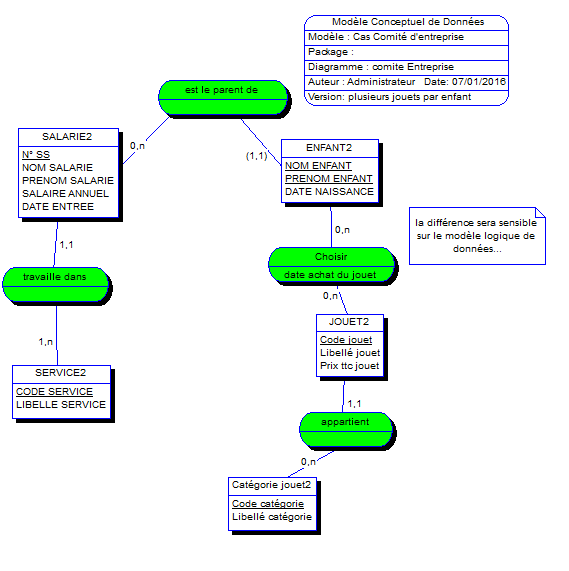 Modèle Conceptuel de Données
Modèle : Cas Comité d'entreprise
Package :
Diagramme : comite Entreprise
Auteur : Administrateur Date: 07/01/2016
Version: plusieurs jouets par enfant
est le parent de
0,n
(1,1)
SALARIE2
N° SS
NOM SALARIE
PRENOM SALARIE
SALAIRE ANNUEL
DATE ENTREE
ENFANT2
NOM ENFANT
PRENOM ENFANT
DATE NAISSANCE
0,n
la différence sera sensible
sur le modèle logique de
données...
1,1
travaille dans
1,n
Choisir
date achat du jouet
0,n
JOUET2
Code jouet
Libellé jouet
Prix ttc jouet
SERVICE2
CODE SERVICE
LIBELLE SERVICE
1,1
appartient
0,n
Catégorie jouet2
Code catégorie
Libellé catégorie